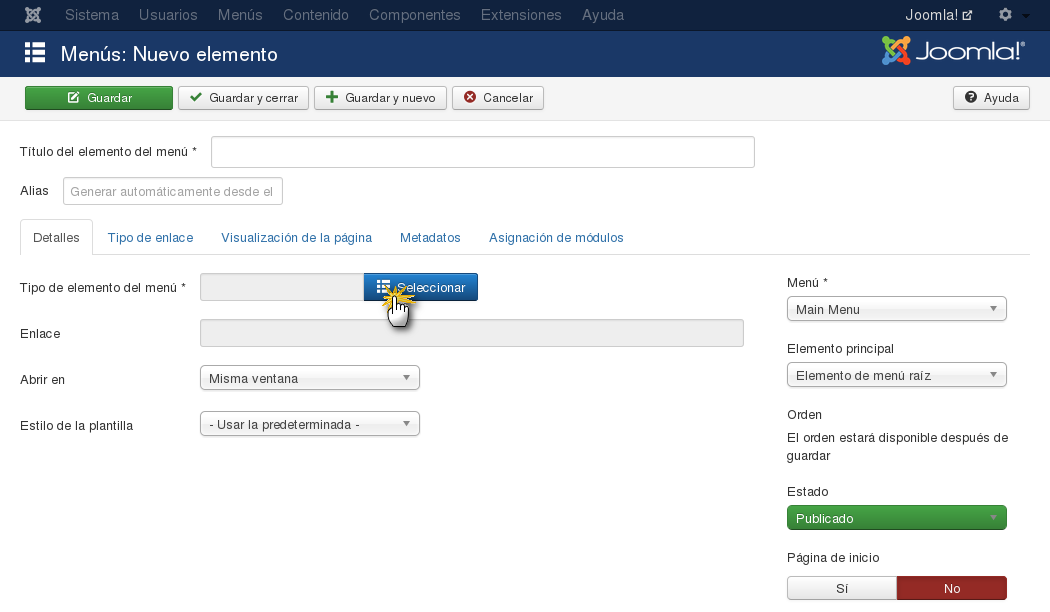 Sistema Usuarios Menús Contenido Componentes Extensiones Ayuda Joomla!
Menús: Nuevo elemento Joomla!®
Guardar Guardar y cerrar Guardar y nuevo Cancelar Ayuda
Título del elemento del menú *
Alias Generar automáticamente desde el
Detalles Tipo de enlace Visualización de la página Metadatos Asignación de módulos
Tipo de elemento del menú * Seleccionar
Enlace
Abrir en Misma ventana
Estilo de la plantilla - Usar la predeterminada -
Menú *
Main Menu
Elemento principal
Elemento de menú raíz
Orden
El orden estará disponible después de
guardar
Estado
Publicado
Página de inicio
Sí No